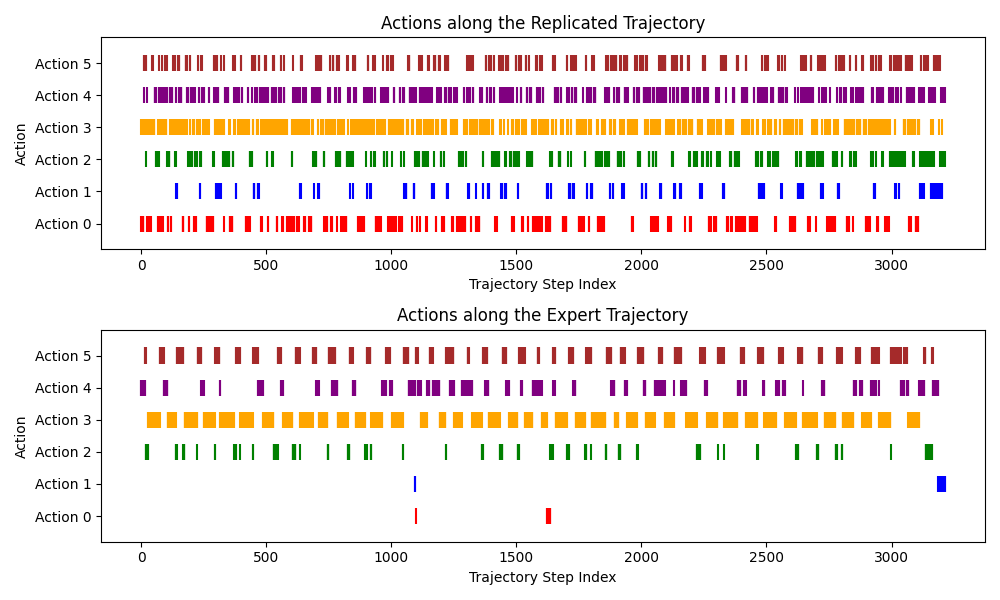 Actions along the Replicated Trajectory
Action
Action 5
Action 4
Action 3
Action 2
Action 1
Action 0
0 500 1000 1500 2000 2500 3000
Trajectory Step Index
Actions along the Expert Trajectory
Action
Action 5
Action 4
Action 3
Action 2
Action 1
Action 0
0 500 1000 1500 2000 2500 3000
Trajectory Step Index